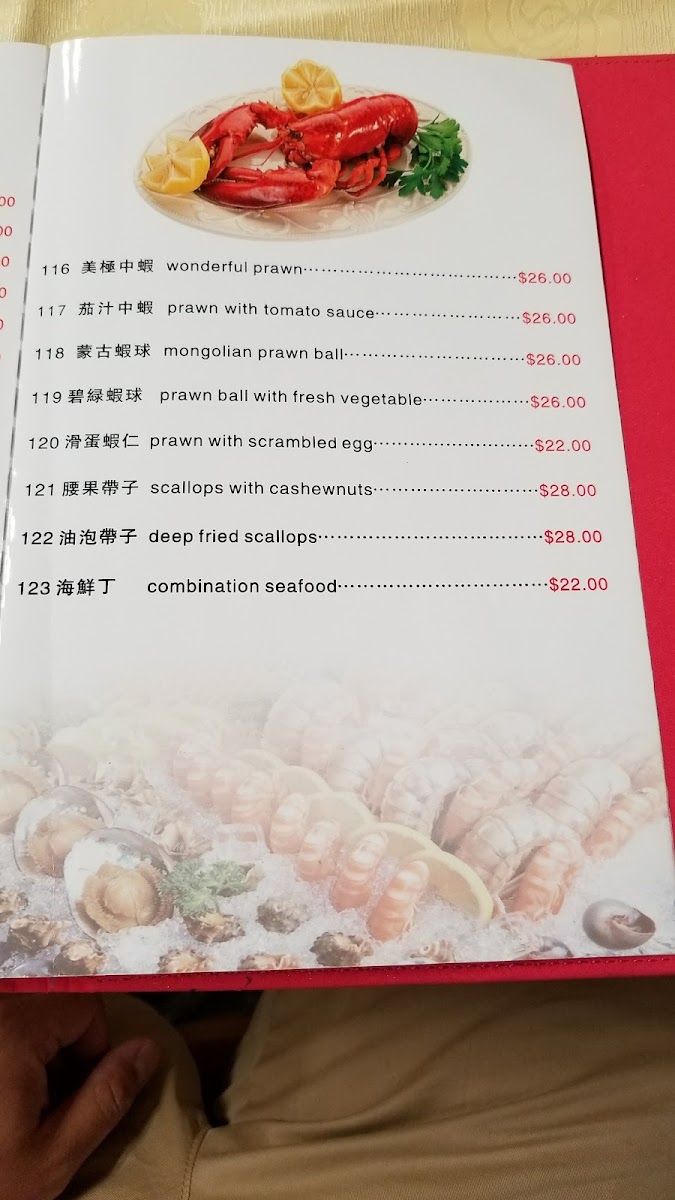 116 美極中蝦 wonderful prawn································$26.00
117 茄汁中蝦 prawn with tomato sauce························$26.00
118 蒙古蝦球 mongolian prawn ball····························$26.00
119 碧綠蝦球 prawn ball with fresh vegetable··················$26.00
120 滑蛋蝦仁 prawn with scrambled egg························$22.00
121 腰果帶子 scallops with cashewnuts························$28.00
122 油泡帶子 deep fried scallops··································$28.00
123 海鮮丁 combination seafood································$22.00